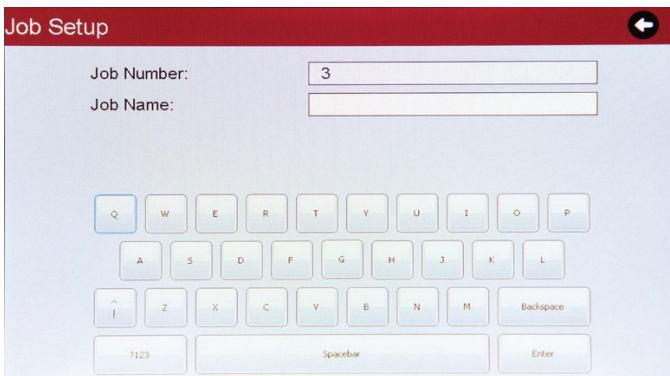 Job Setup
Job Number: 3
Job Name:
Q W E R T Y U I O P
A S D F G H J K L
Z X C V B N M Backspace
?123 Spacebar Enter